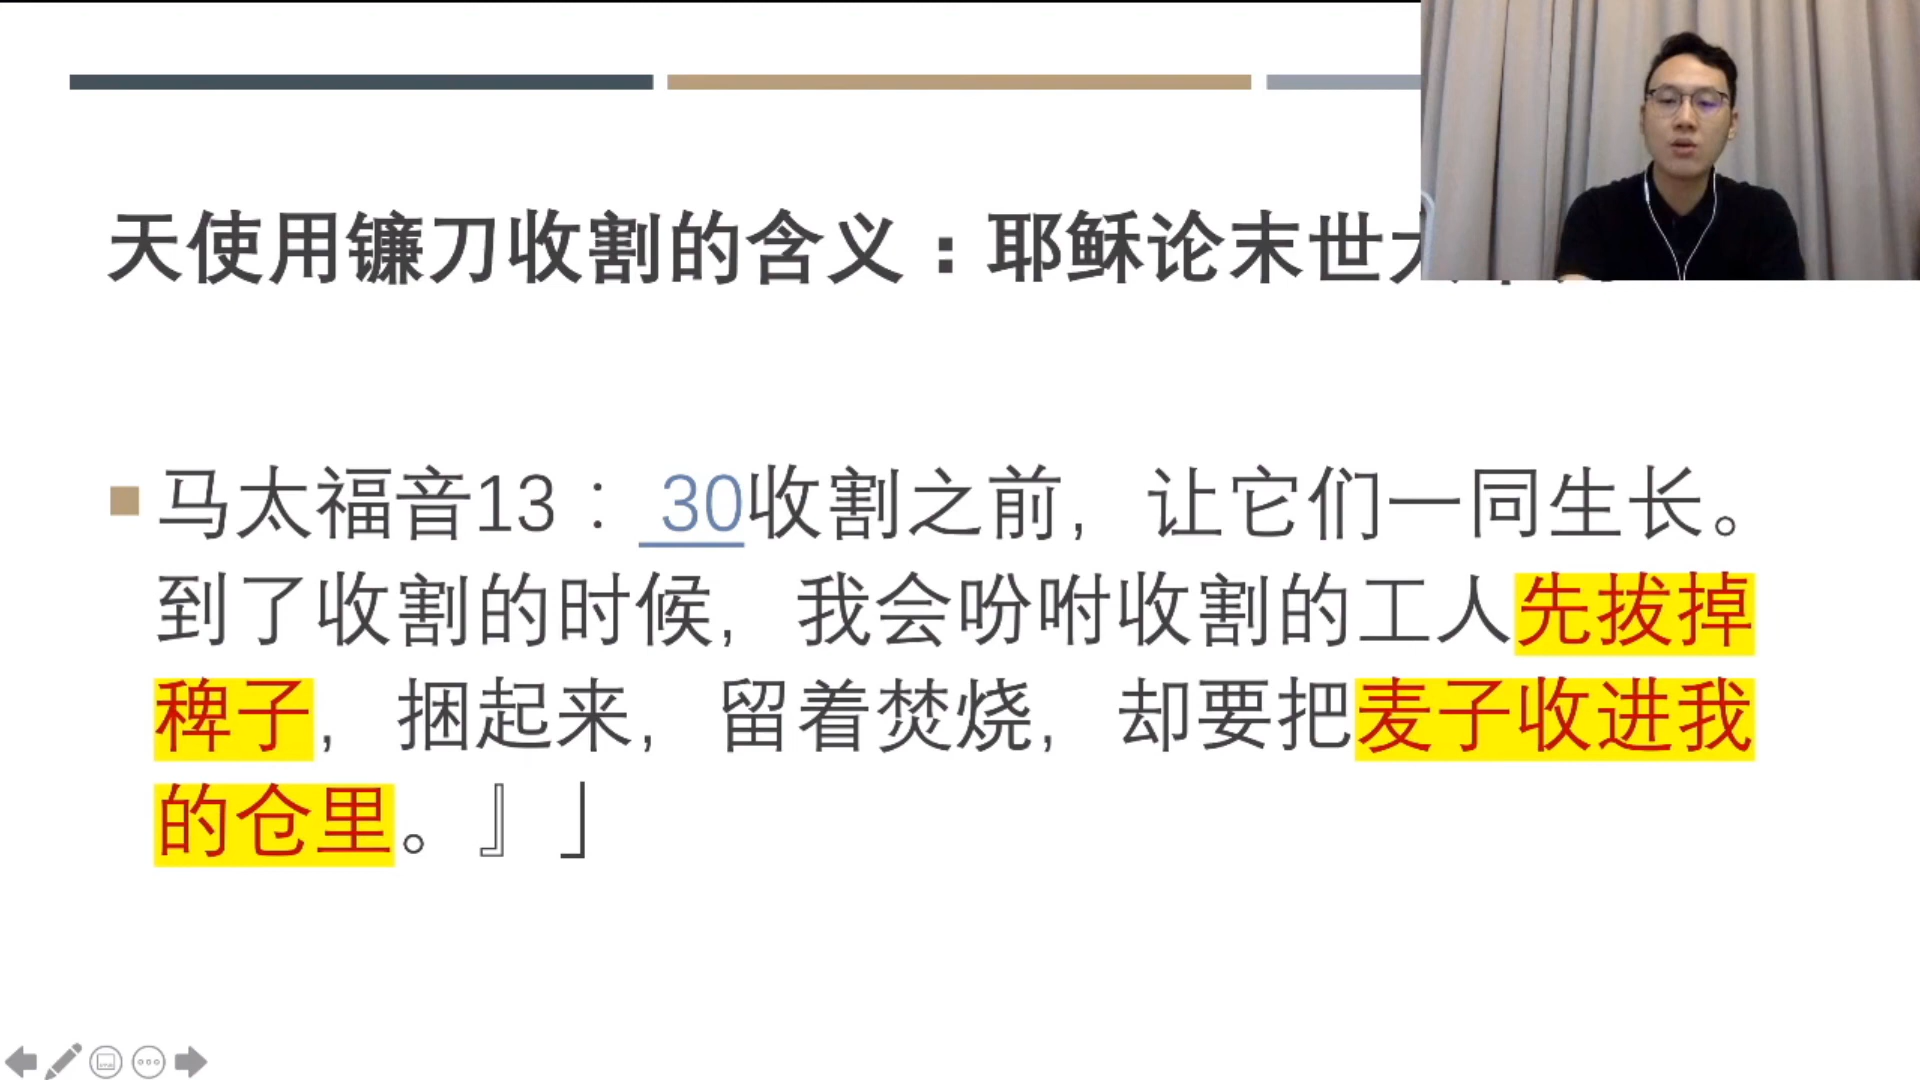 天使用镰刀收割的含义：耶稣论末世
马太福音13： 30收割之前，让它们一同生长。
到了收割的时候，我会吩咐收割的工人先拔掉
稗子，捆起来，留着焚烧，却要把麦子收进我
的仓里。』」